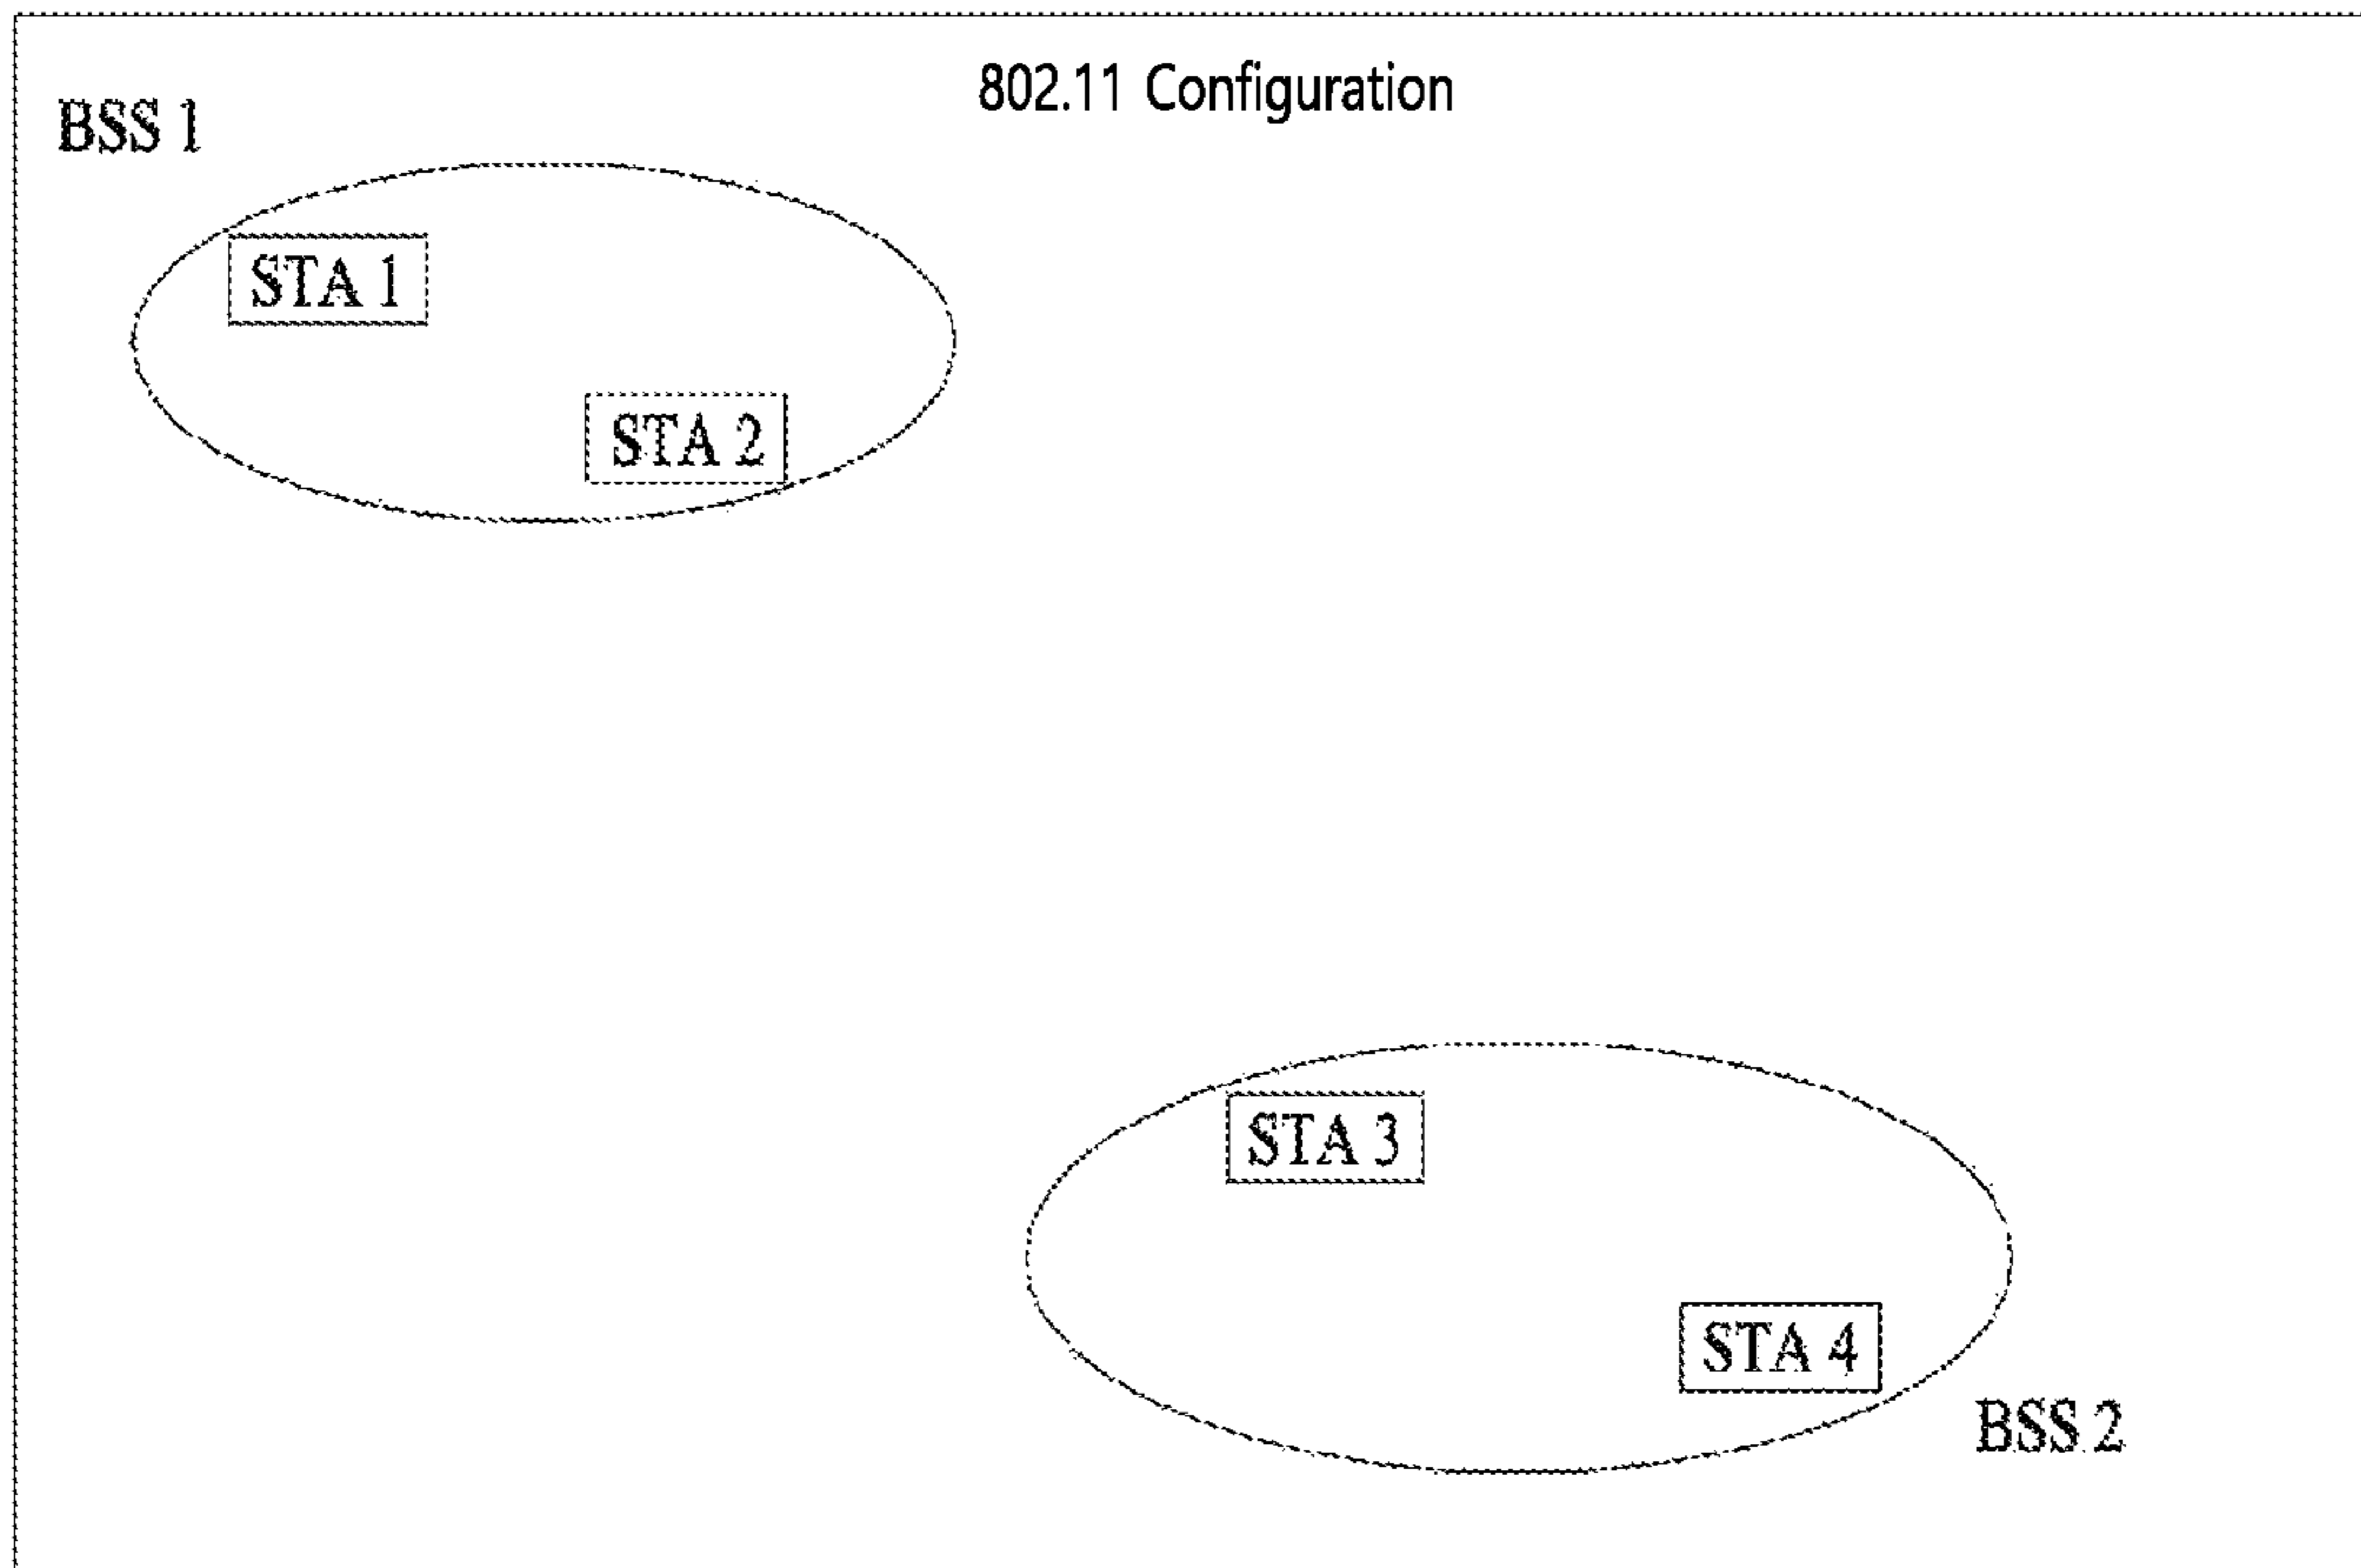 802.11 Configuration
BSS 1
STA 1
STA 2
STA 3
STA 4
BSS 2